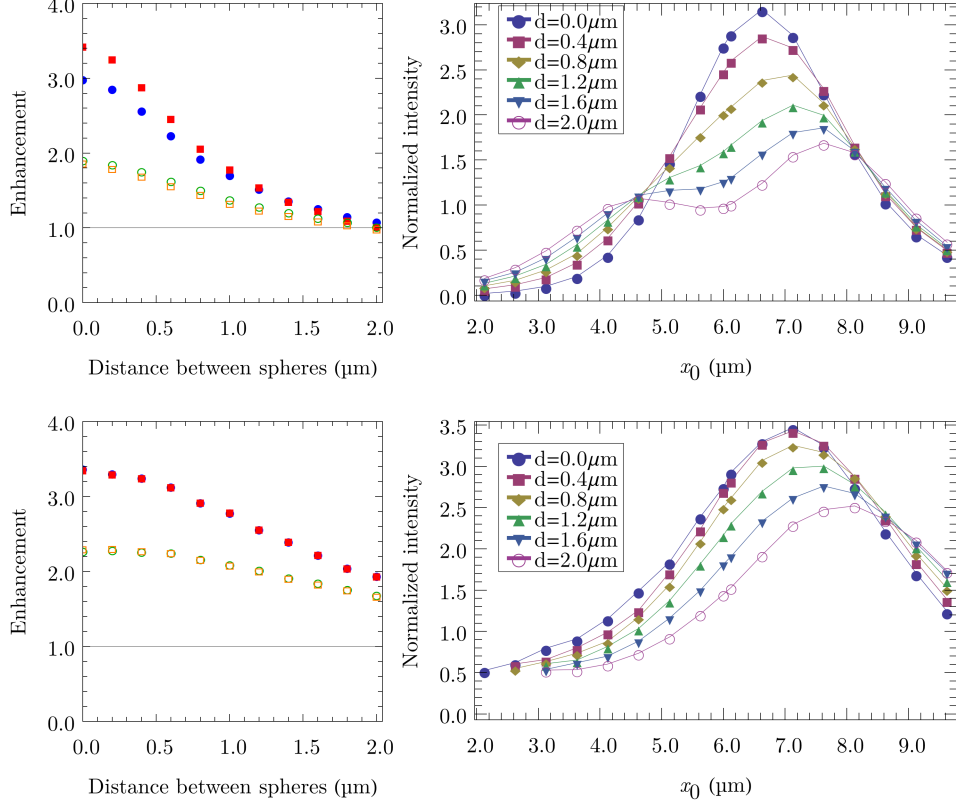 4.0
3.0
2.0
1.0
0.0
Enhancement
0.0
0.5
1.0
1.5
2.0
Distance between spheres (µm)
3.0
2.5
2.0
1.5
1.0
0.5
0.0
Normalized intensity
d=0.0µm
d=0.4µm
d=0.8µm
d=1.2µm
d=1.6µm
d=2.0µm
2.0
3.0
4.0
5.0
6.0
7.0
8.0
9.0
x0 (µm)
4.0
3.0
2.0
1.0
0.0
Enhancement
0.0
0.5
1.0
1.5
2.0
Distance between spheres (µm)
3.5
3.0
2.5
2.0
1.5
1.0
0.5
0.0
Normalized intensity
d=0.0µm
d=0.4µm
d=0.8µm
d=1.2µm
d=1.6µm
d=2.0µm
2.0
3.0
4.0
5.0
6.0
7.0
8.0
9.0
x0 (µm)